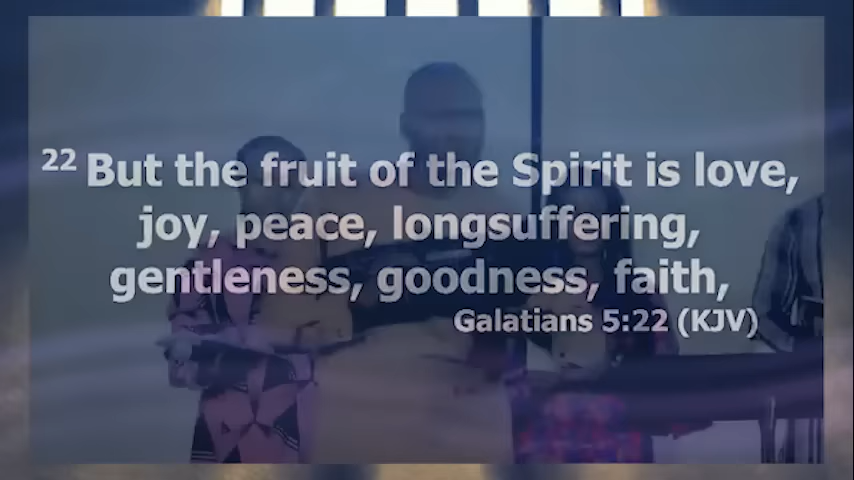 22 But the fruit of the Spirit is love,
joy, peace, longsuffering,
gentleness, goodness, faith,
Galatians 5:22 (KJV)